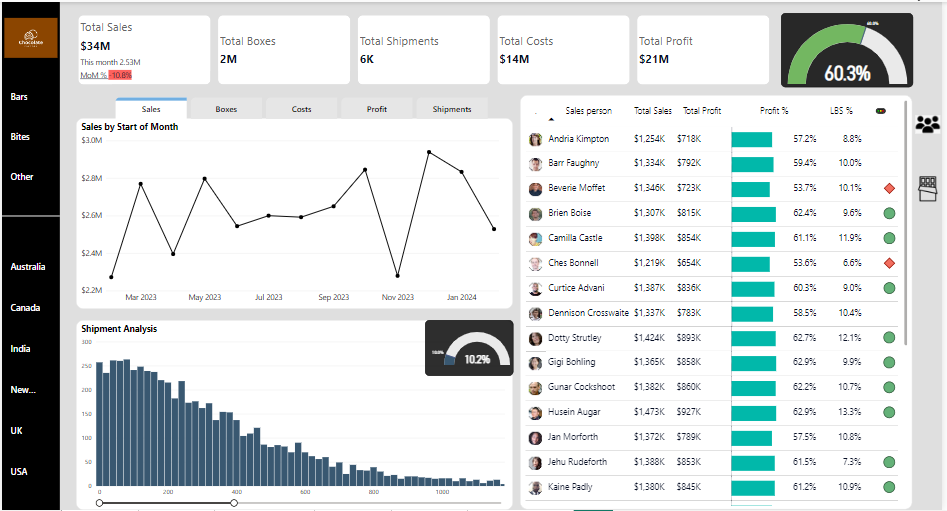 Chocolate
Bars
Bites
Other
Australia
Canada
India
New...
UK
USA
Total Sales
$34M
This month 2.53M
MoM % -10.8%
Total Boxes
2M
Total Shipments
6K
Total Costs
$14M
Total Profit
$21M
60.0%
60.3%
Sales
Boxes
Costs
Profit
Shipments
Sales by Start of Month
$3.0M
$2.8M
$2.6M
$2.4M
$2.2M
Mar 2023
May 2023
Jul 2023
Sep 2023
Nov 2023
Jan 2024
Shipment Analysis
10.0%
10.2%
300
250
200
150
100
50
0
0
200
400
600
800
1000
Sales person Total Sales Total Profit Profit % LBS %
Andria Kimpton $1,254K $718K 57.2% 8.8%
Barr Faughny $1,334K $792K 59.4% 10.0%
Beverie Moffet $1,346K $723K 53.7% 10.1%
Brien Boise $1,307K $815K 62.4% 9.6%
Camilla Castle $1,398K $854K 61.1% 11.9%
Ches Bonnell $1,219K $654K 53.6% 6.6%
Curtice Advani $1,387K $836K 60.3% 9.0%
Dennison Crosswaite $1,337K $783K 58.5% 10.4%
Dotty Strutley $1,424K $893K 62.7% 12.1%
Gigi Bohling $1,365K $858K 62.9% 9.9%
Gunar Cockshoot $1,382K $860K 62.2% 10.7%
Husein Augar $1,473K $927K 62.9% 13.3%
Jan Morforth $1,372K $789K 57.5% 10.8%
Jehu Rudeforth $1,388K $853K 61.5% 7.3%
Kaine Padly $1,380K $845K 61.2% 10.9%